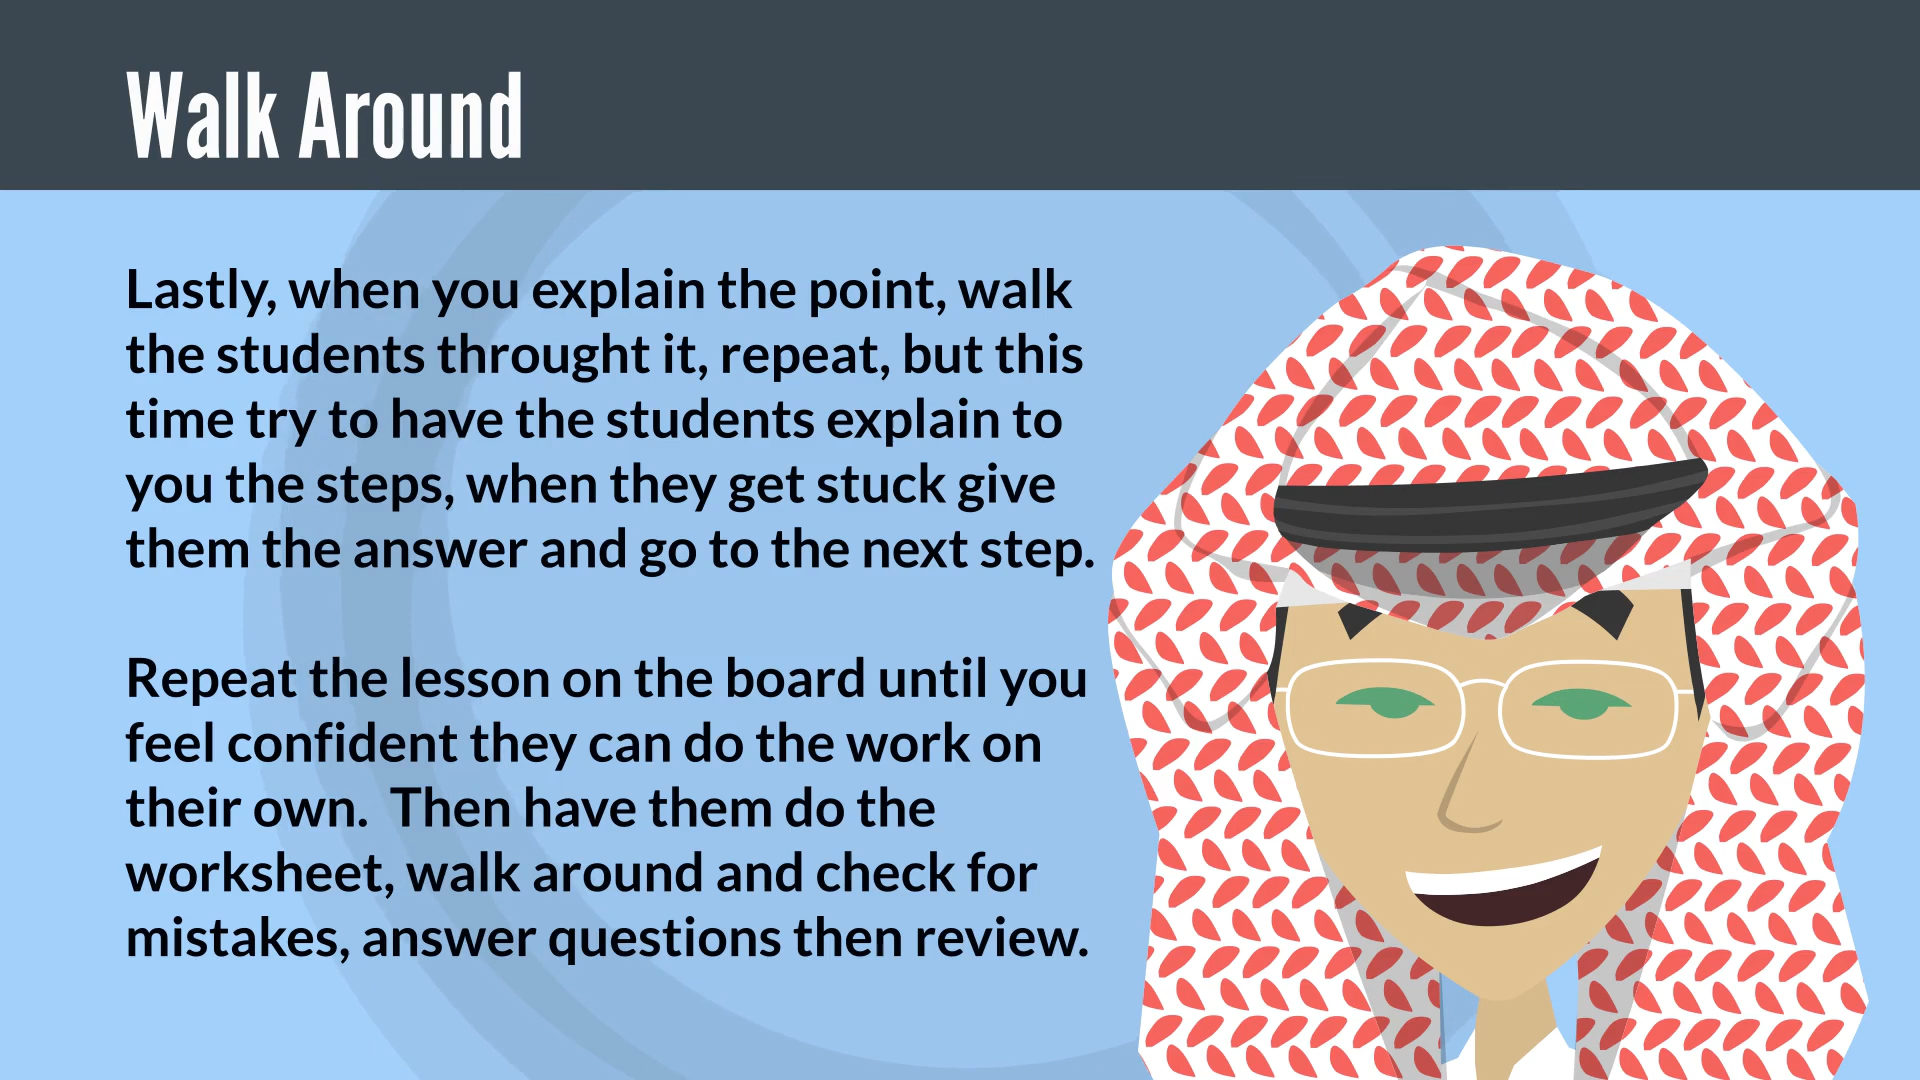 Walk Around
Lastly, when you explain the point, walk
the students throught it, repeat, but this
time try to have the students explain to
you the steps, when they get stuck give
them the answer and go to the next step.
Repeat the lesson on the board until you
feel confident they can do the work on
their own.  Then have them do the
worksheet, walk around and check for
mistakes, answer questions then review.